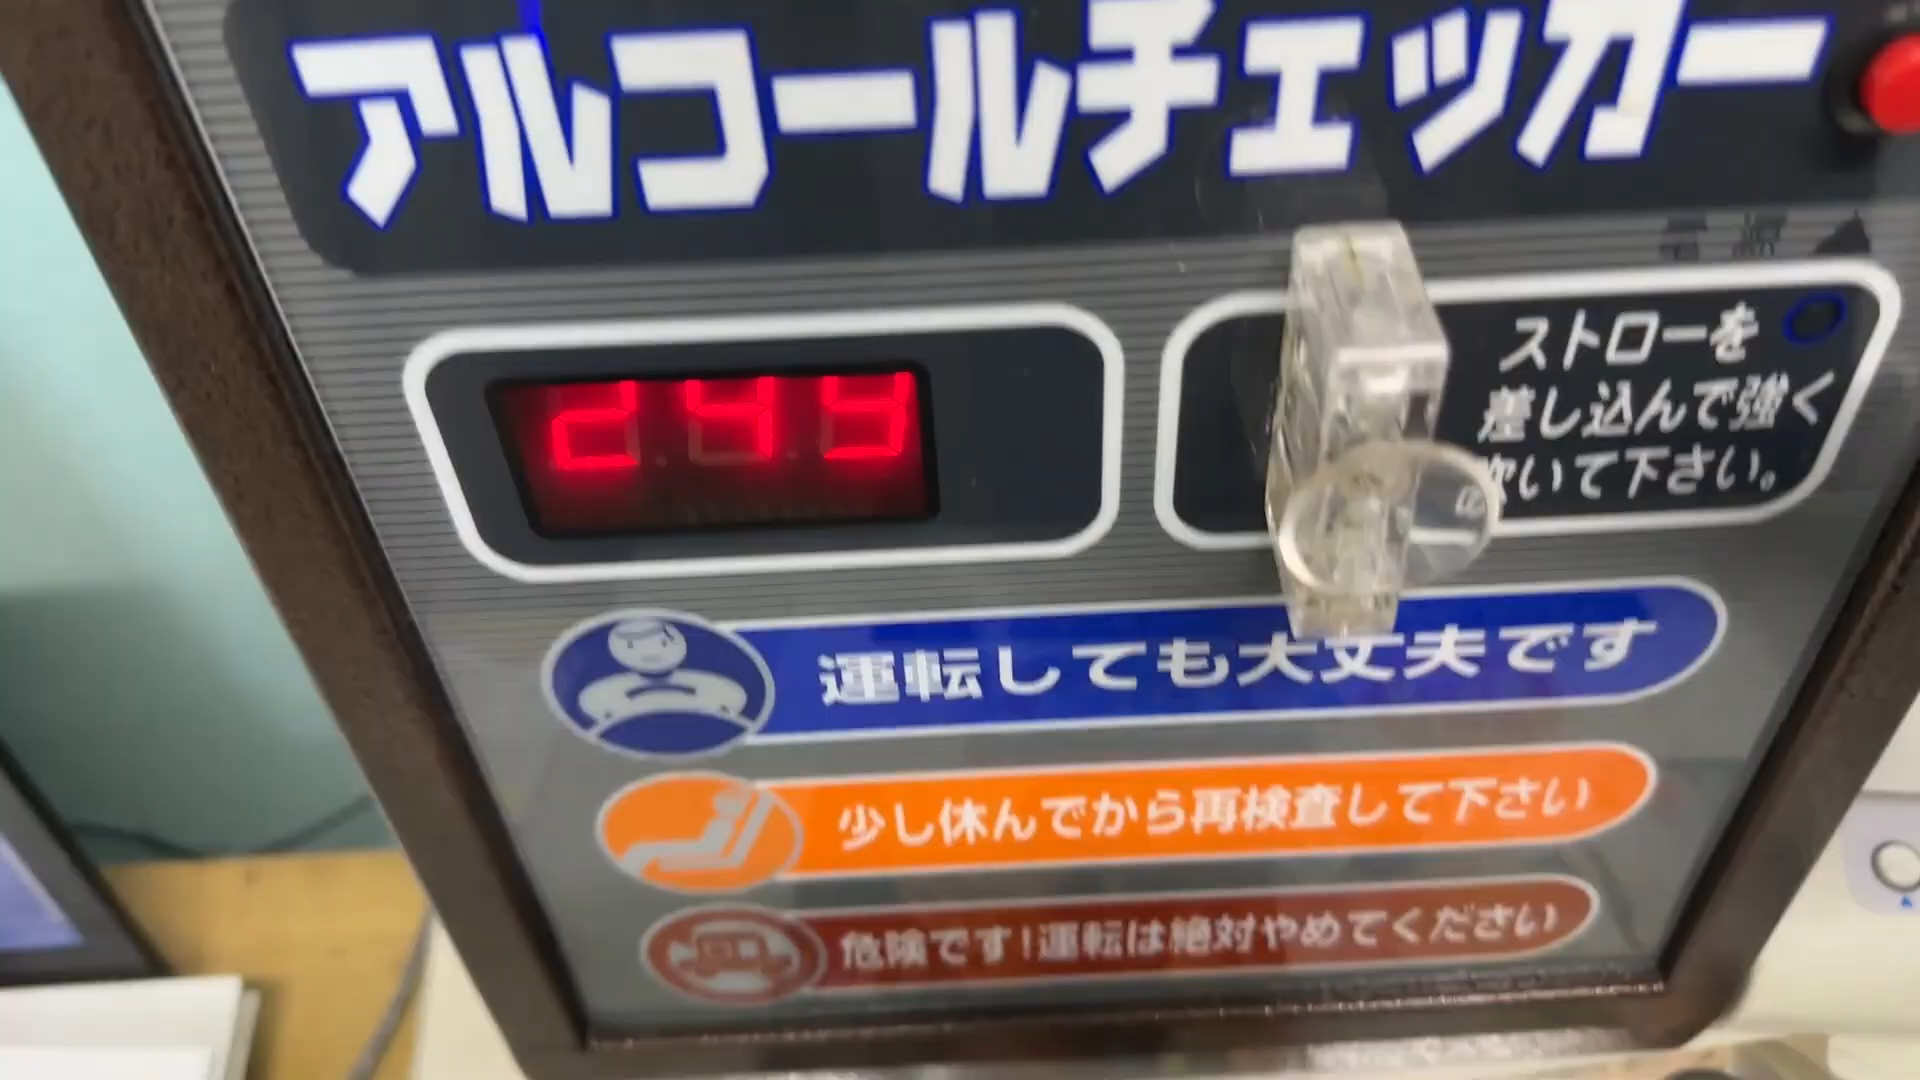 アルコールチェッカー
ストローを
差し込んで強く
吹いて下さい。
運転しても大丈夫です
少し休んでから再検査して下さい
危険です!運転は絶対やめてください